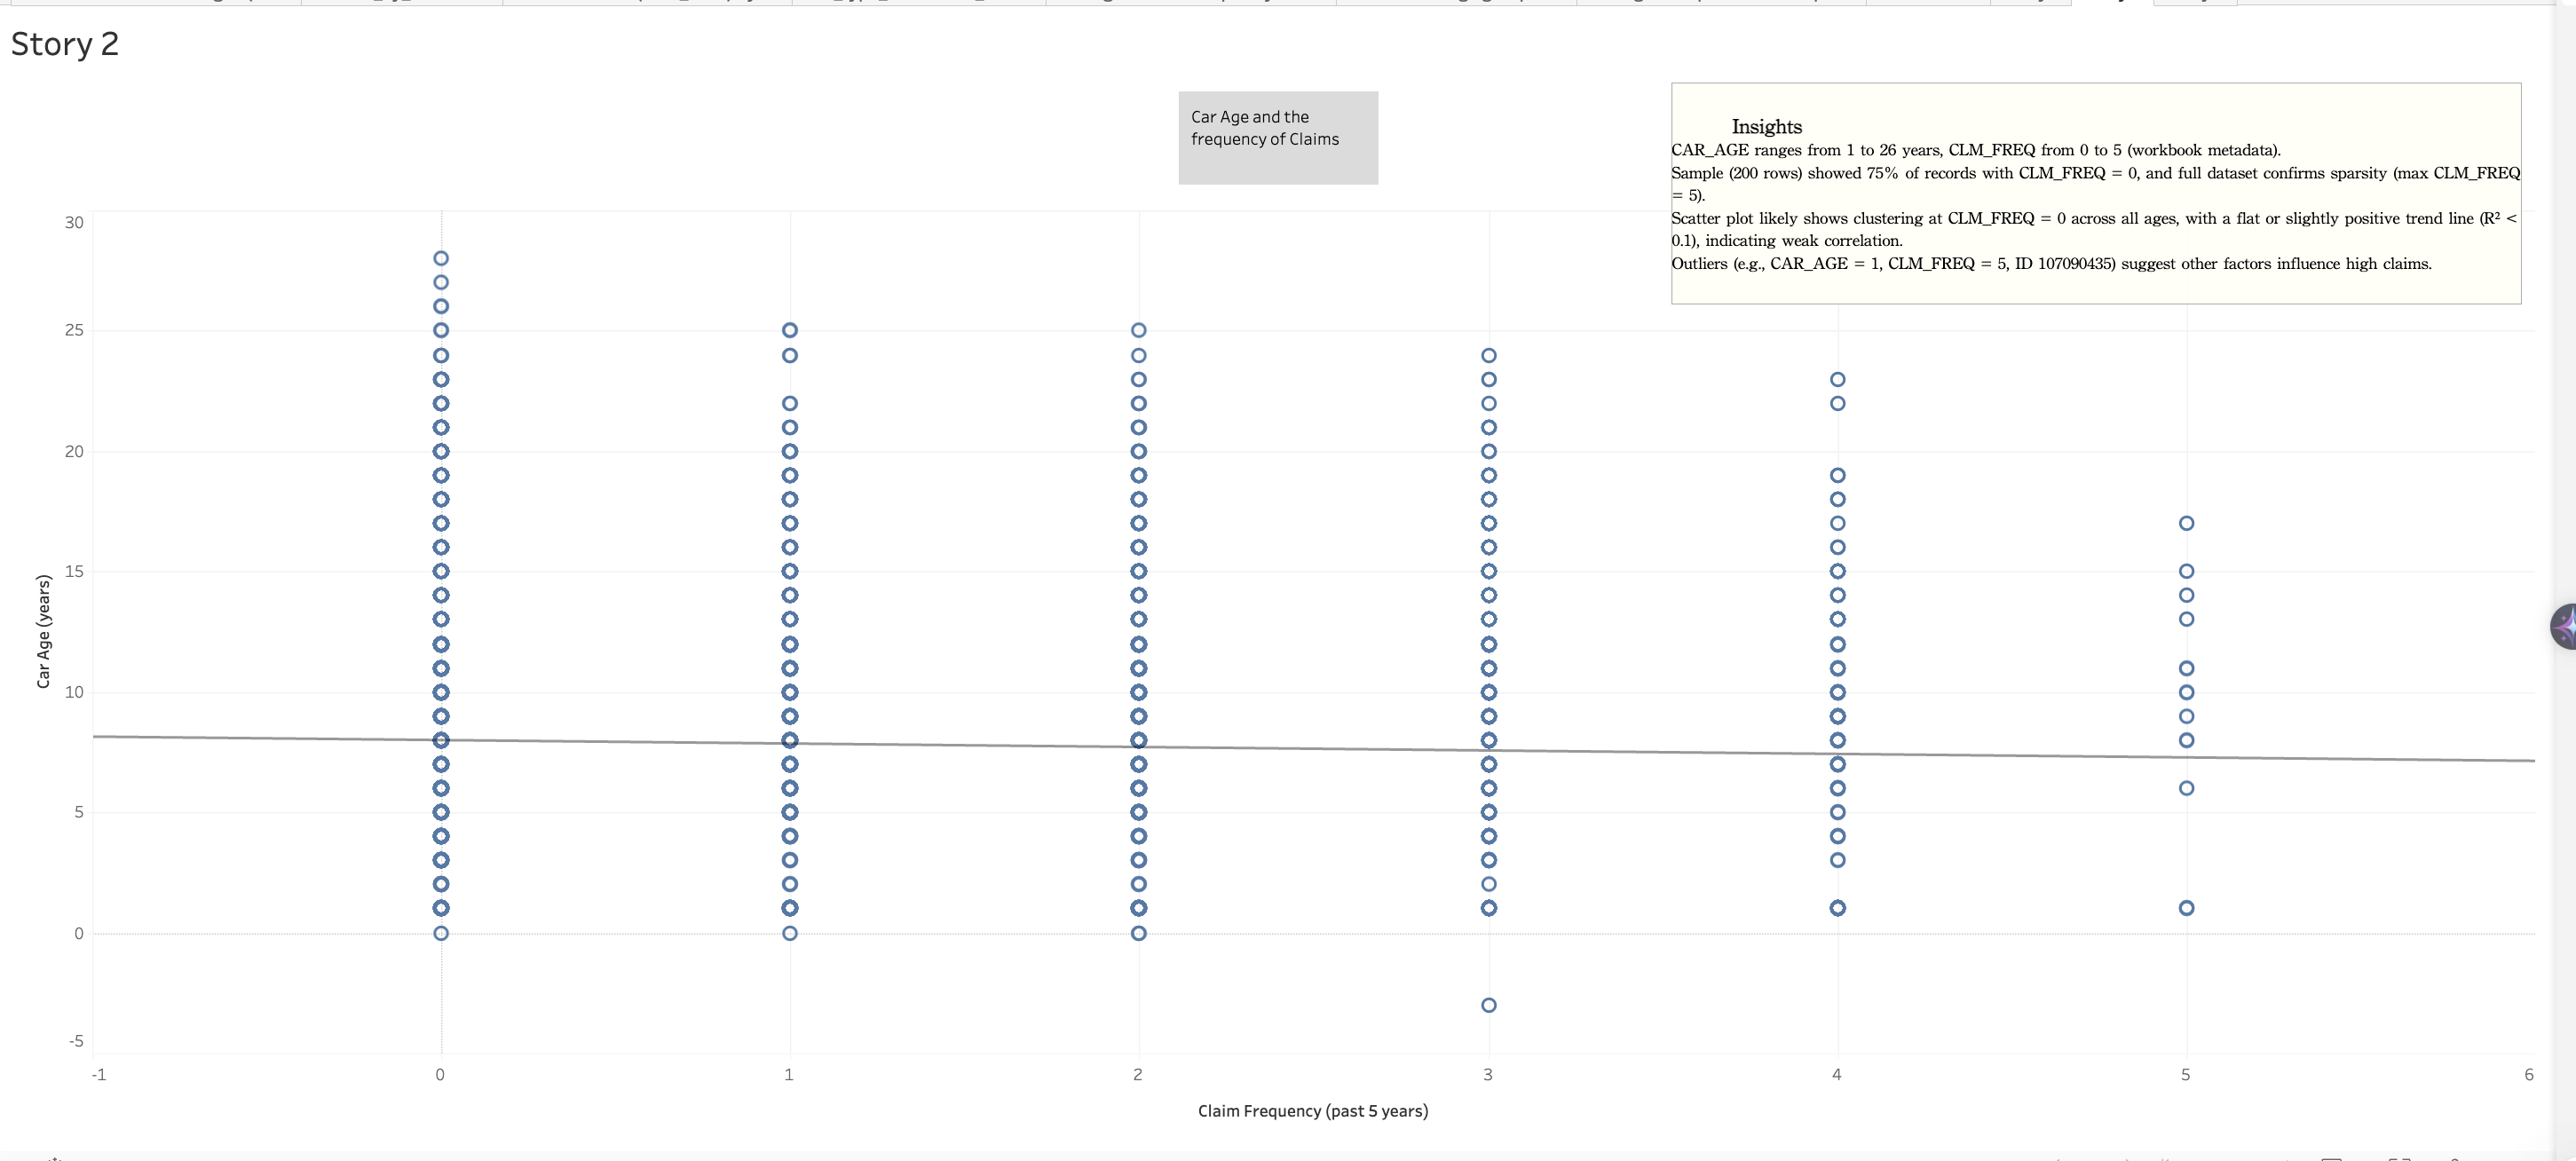 Story 2
Car Age and the
frequency of Claims
Insights
CAR_AGE ranges from 1 to 26 years, CLM_FREQ from 0 to 5 (workbook metadata).
Sample (200 rows) showed 75% of records with CLM_FREQ = 0, and full dataset confirms sparsity (max CLM_FREQ
= 5).
Scatter plot likely shows clustering at CLM_FREQ = 0 across all ages, with a flat or slightly positive trend line (R² <
0.1), indicating weak correlation.
Outliers (e.g., CAR_AGE = 1, CLM_FREQ = 5, ID 107090435) suggest other factors influence high claims.
30
25
20
15
10
5
0
-5
Car Age (years)
-1 0 1 2 3 4 5 6
Claim Frequency (past 5 years)